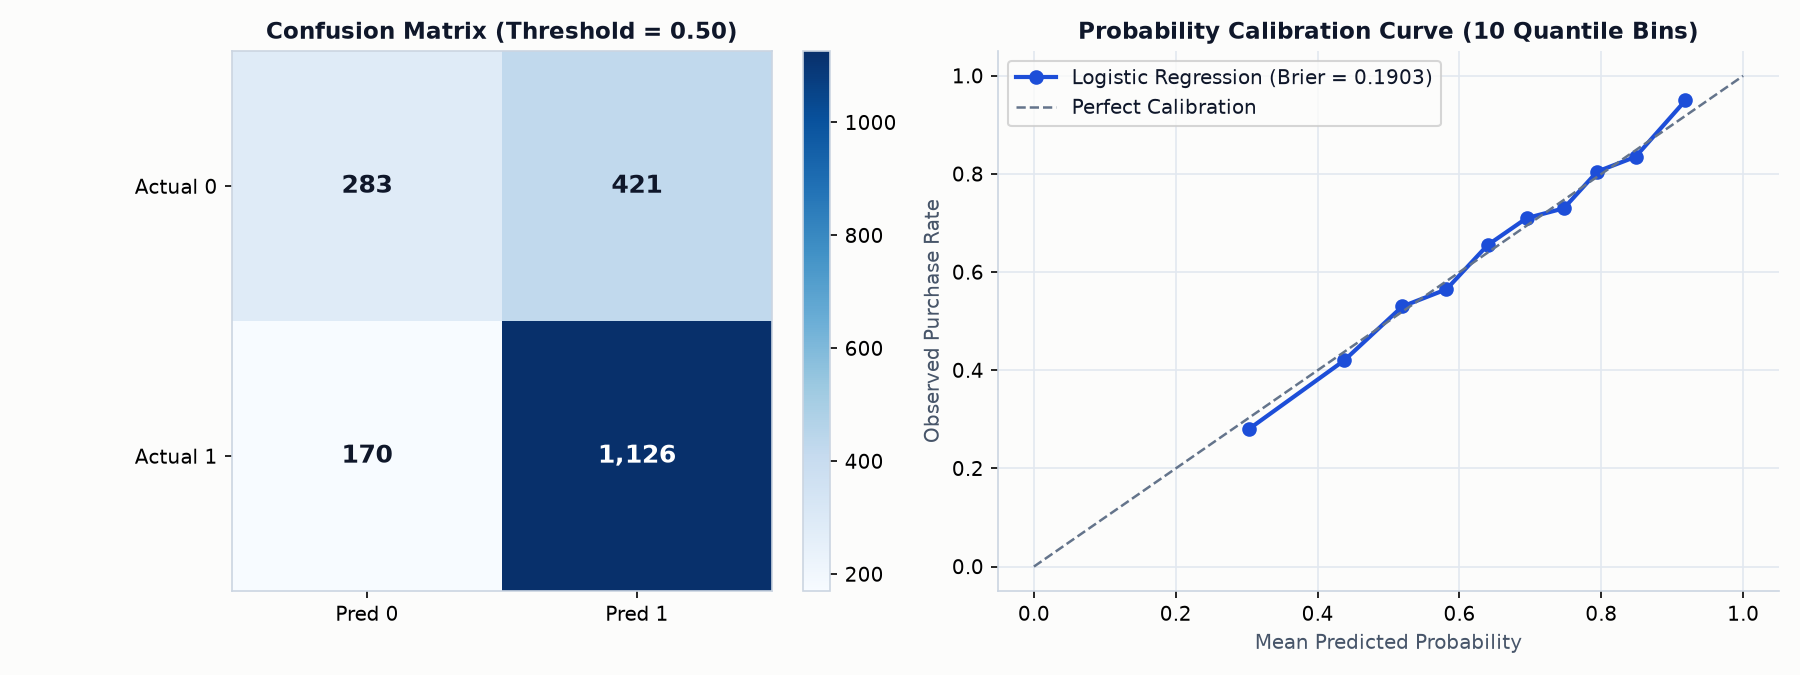 Confusion Matrix (Threshold = 0.50)
Actual 0
Actual 1
283
421
170
1,126
Pred 0
Pred 1
1000
800
600
400
200
Probability Calibration Curve (10 Quantile Bins)
Logistic Regression (Brier = 0.1903)
Perfect Calibration
Observed Purchase Rate
1.0
0.8
0.6
0.4
0.2
0.0
0.0
0.2
0.4
0.6
0.8
1.0
Mean Predicted Probability